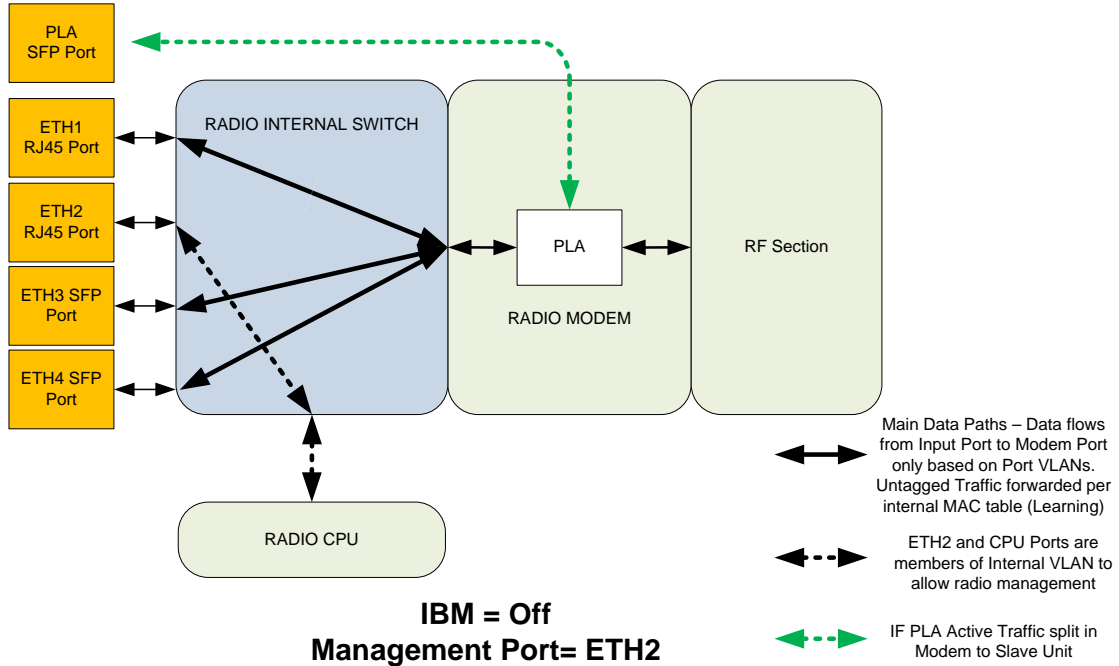 PLA
SFP Port
ETH1
RJ45 Port
ETH2
RJ45 Port
ETH3 SFP
Port
ETH4 SFP
Port
RADIO INTERNAL SWITCH
PLA
RADIO MODEM
RF Section
RADIO CPU
Main Data Paths – Data flows
from Input Port to Modem Port
only based on Port VLANs.
Untagged Traffic forwarded per
internal MAC table (Learning)
ETH2 and CPU Ports are
members of Internal VLAN to
allow radio management
IF PLA Active Traffic split in
Modem to Slave Unit
IBM = Off
Management Port= ETH2